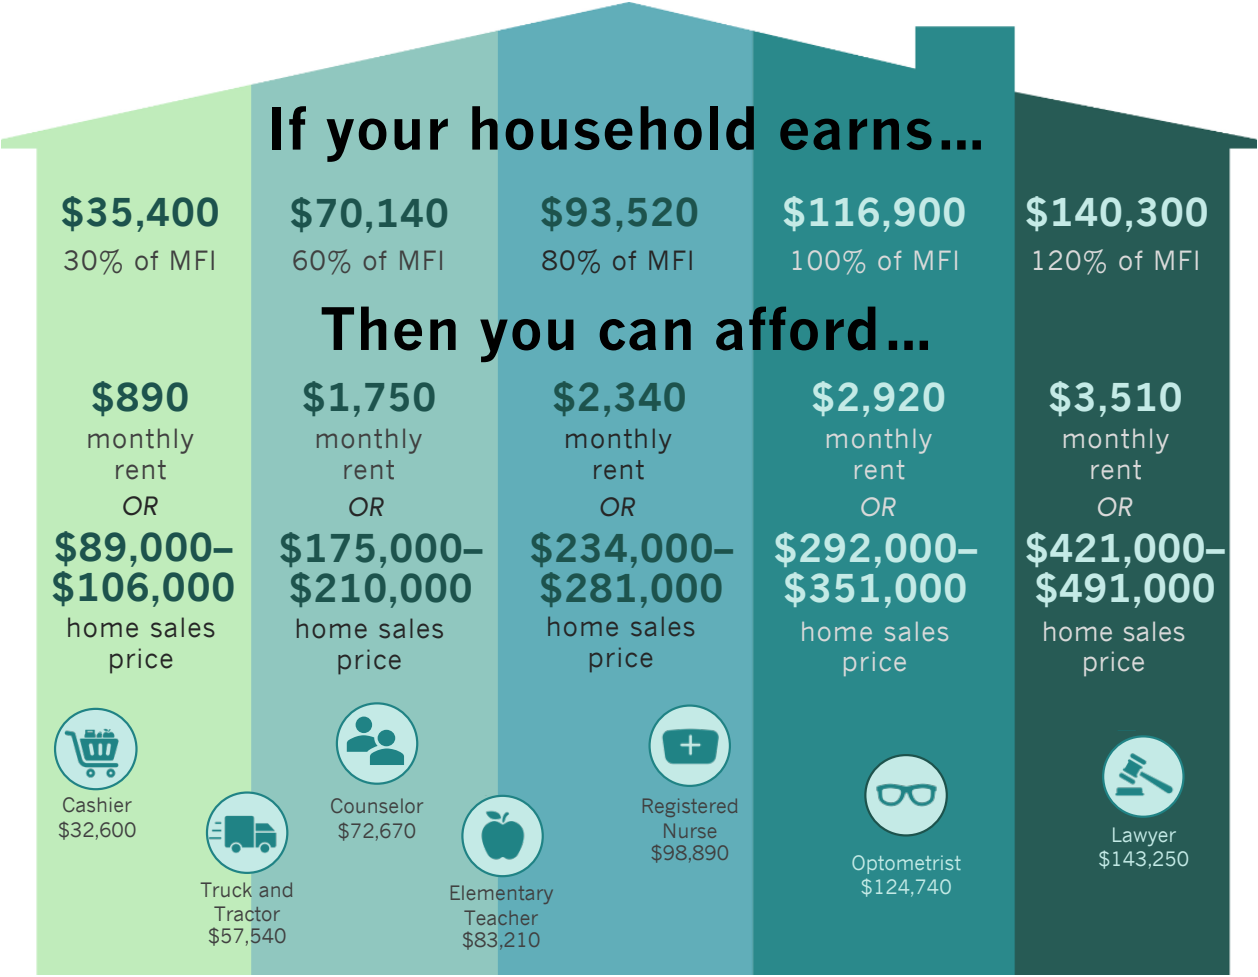 If your household earns...
$35,400
30% of MFI
$70,140
60% of MFI
$93,520
80% of MFI
$116,900
100% of MFI
$140,300
120% of MFI
Then you can afford...
$890
monthly
rent
OR
$89,000–
$106,000
home sales
price
$1,750
monthly
rent
OR
$175,000–
$210,000
home sales
price
$2,340
monthly
rent
OR
$234,000–
$281,000
home sales
price
$2,920
monthly
rent
OR
$292,000–
$351,000
home sales
price
$3,510
monthly
rent
OR
$421,000–
$491,000
home sales
price
Cashier
$32,600
Truck and
Tractor
$57,540
Counselor
$72,670
Elementary
Teacher
$83,210
Registered
Nurse
$98,890
Optometrist
$124,740
Lawyer
$143,250